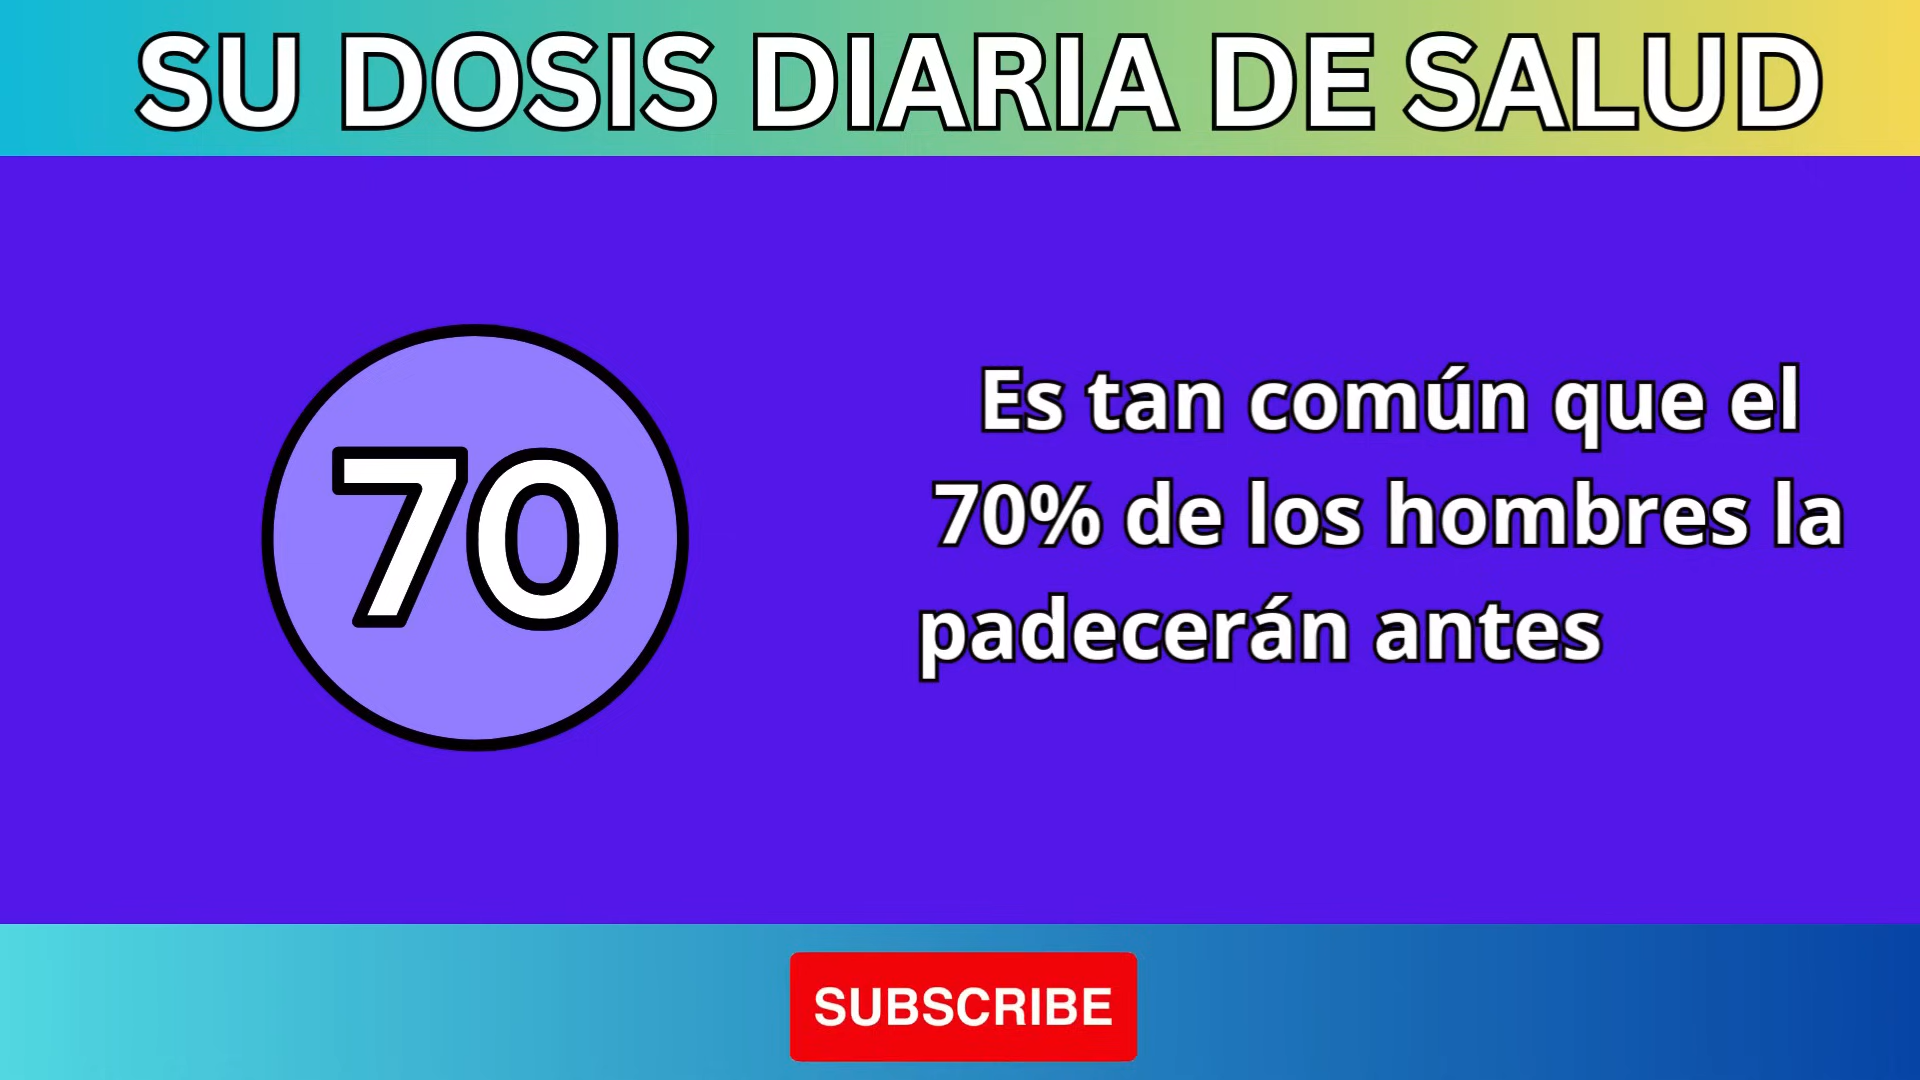 SU DOSIS DIARIA DE SALUD
70
Es tan común que el
70% de los hombres la
padecerán antes
SUBSCRIBE